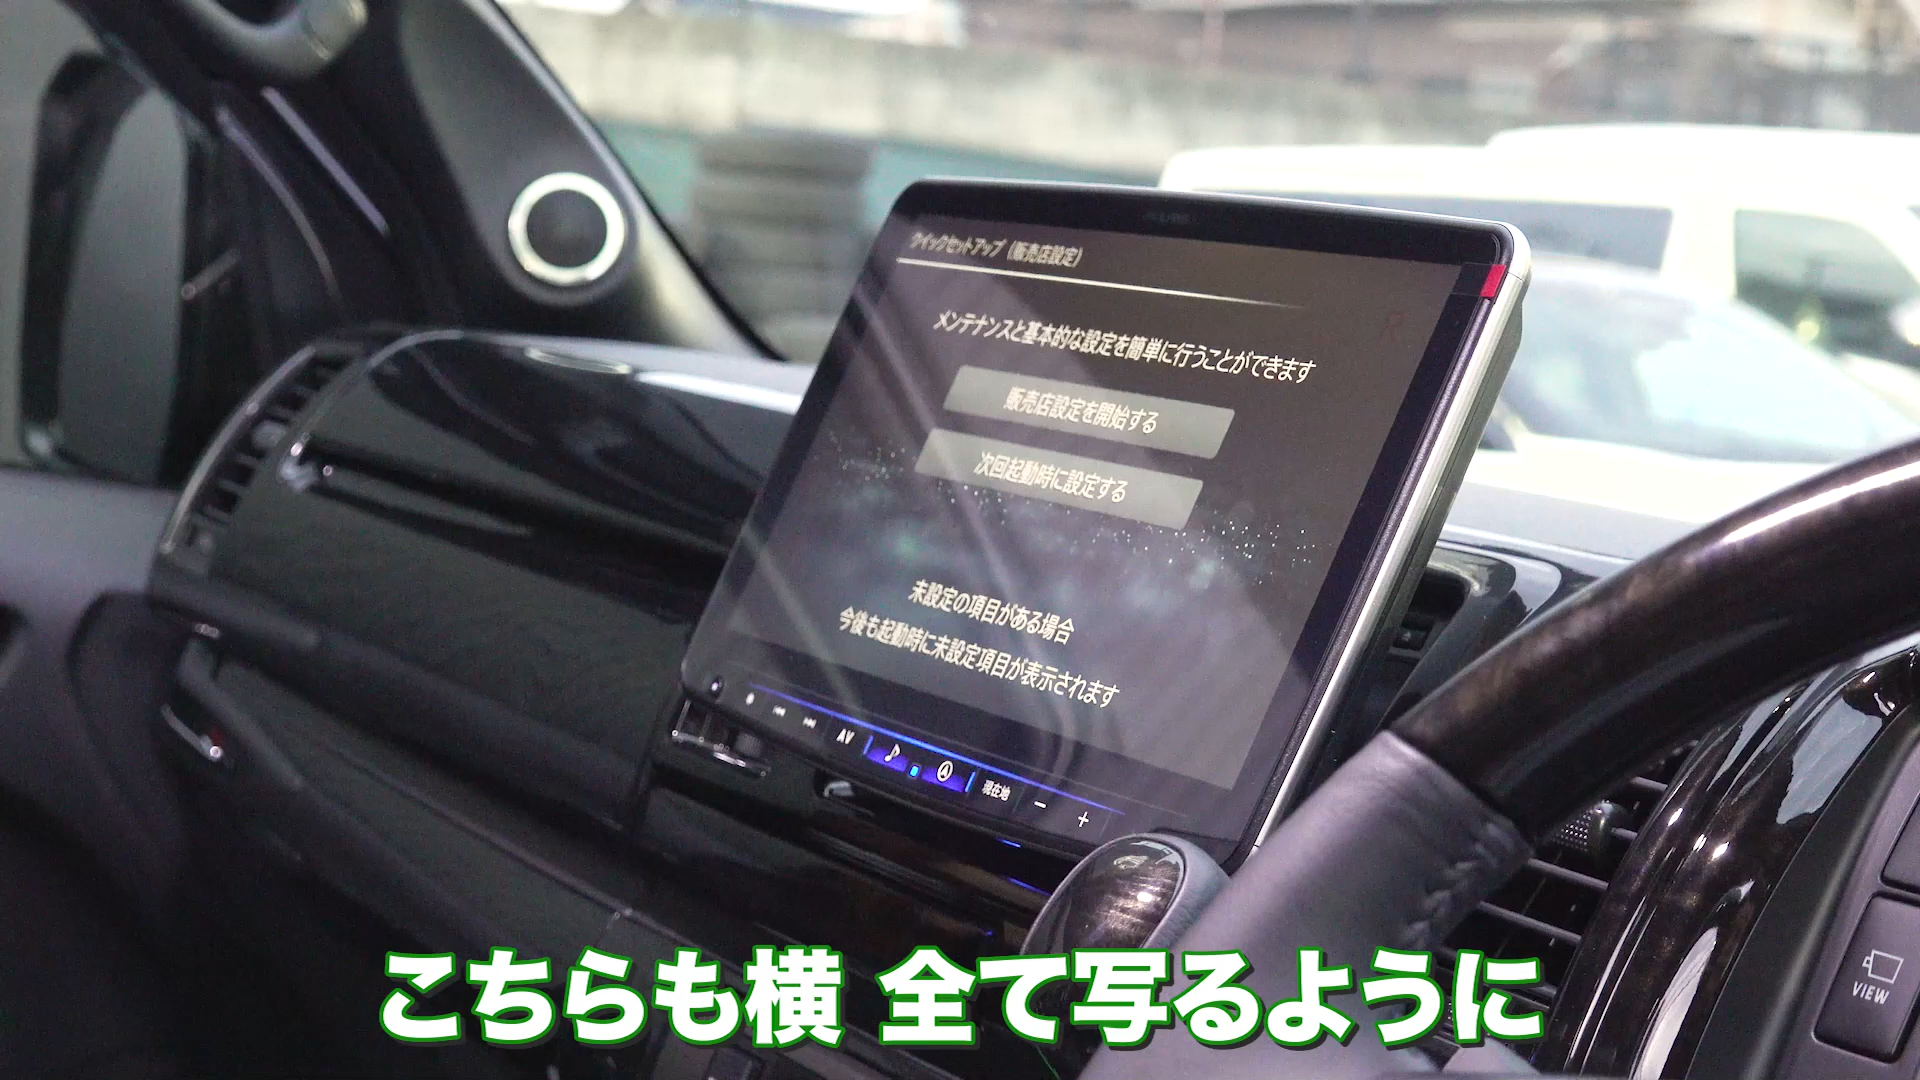 クイックセットアップ（販売店設定）
メンテナンスと基本的な設定を簡単に行うことができます
販売店設定を開始する
次回起動時に設定する
未設定の項目がある場合
今後も起動時に未設定項目が表示されます
AV
現在地
VIEW
こちらも横 全て写るように